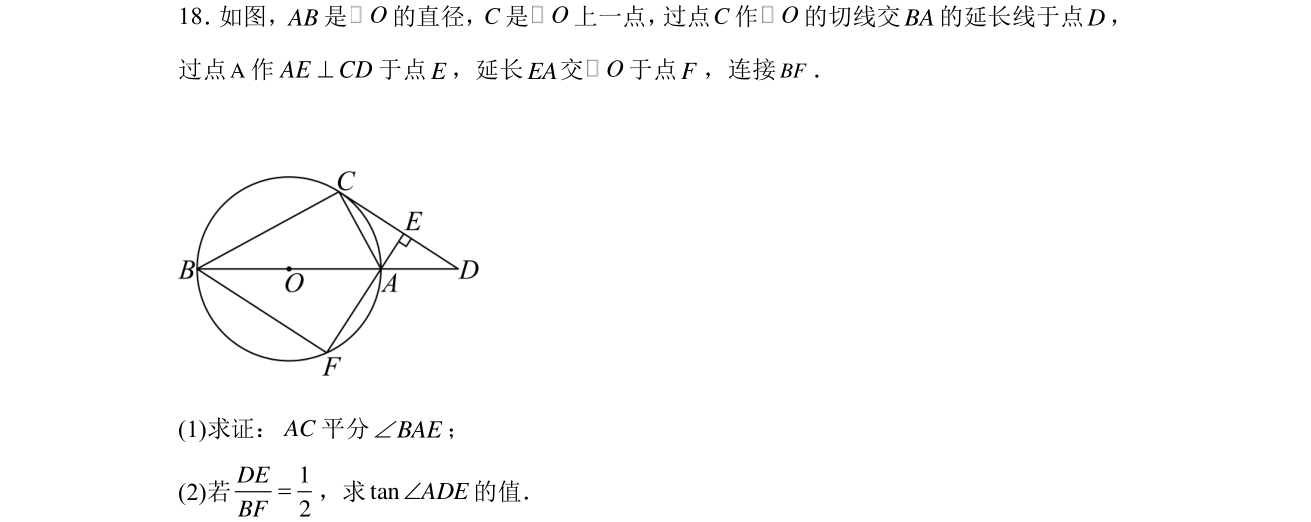 18．如图，AB 是□ O 的直径，C 是□ O 上一点，过点 C 作□ O 的切线交 BA 的延长线于点 D，
过点 A 作 AE ⊥ CD 于点 E，延长 EA 交□ O 于点 F，连接 BF．
C
E
B
O
A
D
F
(1)求证：AC 平分 ∠BAE；
(2)若 DE/BF = 1/2，求 tan ∠ADE 的值．